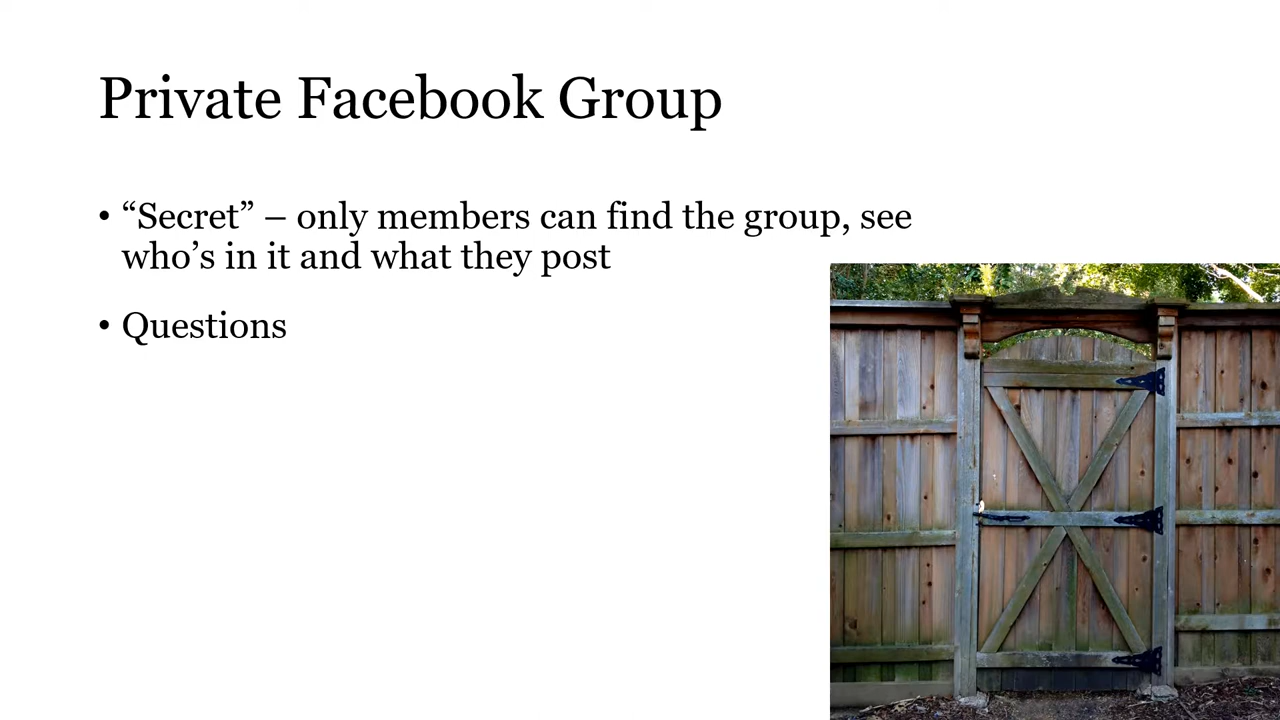 Private Facebook Group
• “Secret” – only members can find the group, see
who’s in it and what they post
• Questions